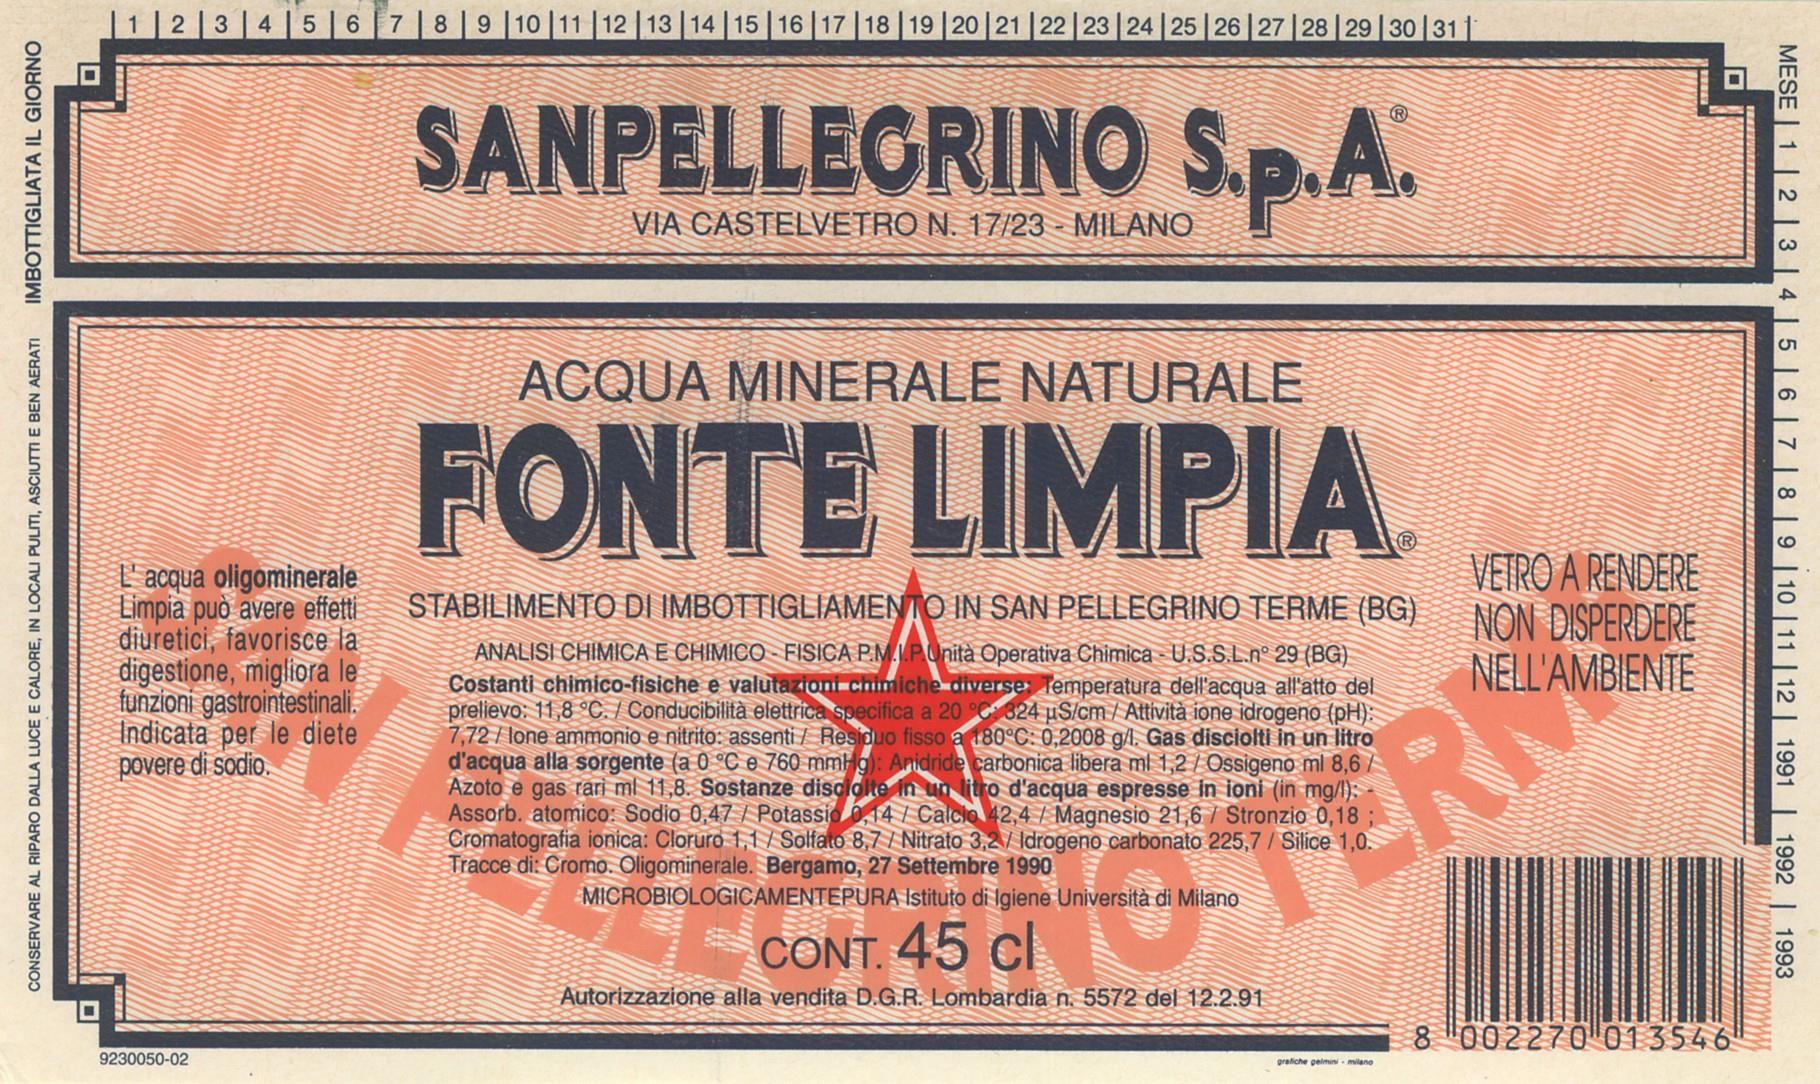 1 | 2 | 3 | 4 | 5 | 6 | 7 | 8 | 9 | 10 | 11 | 12 | 13 | 14 | 15 | 16 | 17 | 18 | 19 | 20 | 21 | 22 | 23 | 24 | 25 | 26 | 27 | 28 | 29 | 30 | 31 |
IMBOTTIGLIATA IL GIORNO
MESE | 1 | 2 | 3 | 4 | 5 | 6 | 7 | 8 | 9 | 10 | 11 | 12 | 1991 | 1992 | 1993
SANPELLEGRINO S.p.A.®
VIA CASTELVETRO N. 17/23 - MILANO
CONSERVARE AL RIPARO DALLA LUCE E CALORE, IN LOCALI PULITI, ASCIUTTI E BEN AERATI
ACQUA MINERALE NATURALE
FONTE LIMPIA®
SAN PELLEGRINO TERME
L' acqua oligominerale
Limpia può avere effetti
diuretici, favorisce la
digestione, migliora le
funzioni gastrointestinali.
Indicata per le diete
povere di sodio.
STABILIMENTO DI IMBOTTIGLIAMENTO IN SAN PELLEGRINO TERME (BG)
ANALISI CHIMICA E CHIMICO - FISICA P.M.I.P.Unità Operativa Chimica - U.S.S.L.n° 29 (BG)
Costanti chimico-fisiche e valutazioni chimiche diverse: Temperatura dell'acqua all'atto del
prelievo: 11,8 °C. / Conducibilità elettrica specifica a 20 °C: 324 µS/cm / Attività ione idrogeno (pH):
7,72 / Ione ammonio e nitrito: assenti / Residuo fisso a 180°C: 0,2008 g/l. Gas disciolti in un litro
d'acqua alla sorgente (a 0 °C e 760 mmHg): Anidride carbonica libera ml 1,2 / Ossigeno ml 8,6 /
Azoto e gas rari ml 11,8. Sostanze disciolte in un litro d'acqua espresse in ioni (in mg/l): -
Assorb. atomico: Sodio 0,47 / Potassio 0,14 / Calcio 42,4 / Magnesio 21,6 / Stronzio 0,18 ;
Cromatografia ionica: Cloruro 1,1 / Solfato 8,7 / Nitrato 3,2 / Idrogeno carbonato 225,7 / Silice 1,0.
Tracce di: Cromo. Oligominerale. Bergamo, 27 Settembre 1990
MICROBIOLOGICAMENTEPURA Istituto di Igiene Università di Milano
CONT. 45 cl
Autorizzazione alla vendita D.G.R. Lombardia n. 5572 del 12.2.91
VETRO A RENDERE
NON DISPERDERE
NELL'AMBIENTE
8 002270 013546
9230050-02
grafiche gelmini - milano